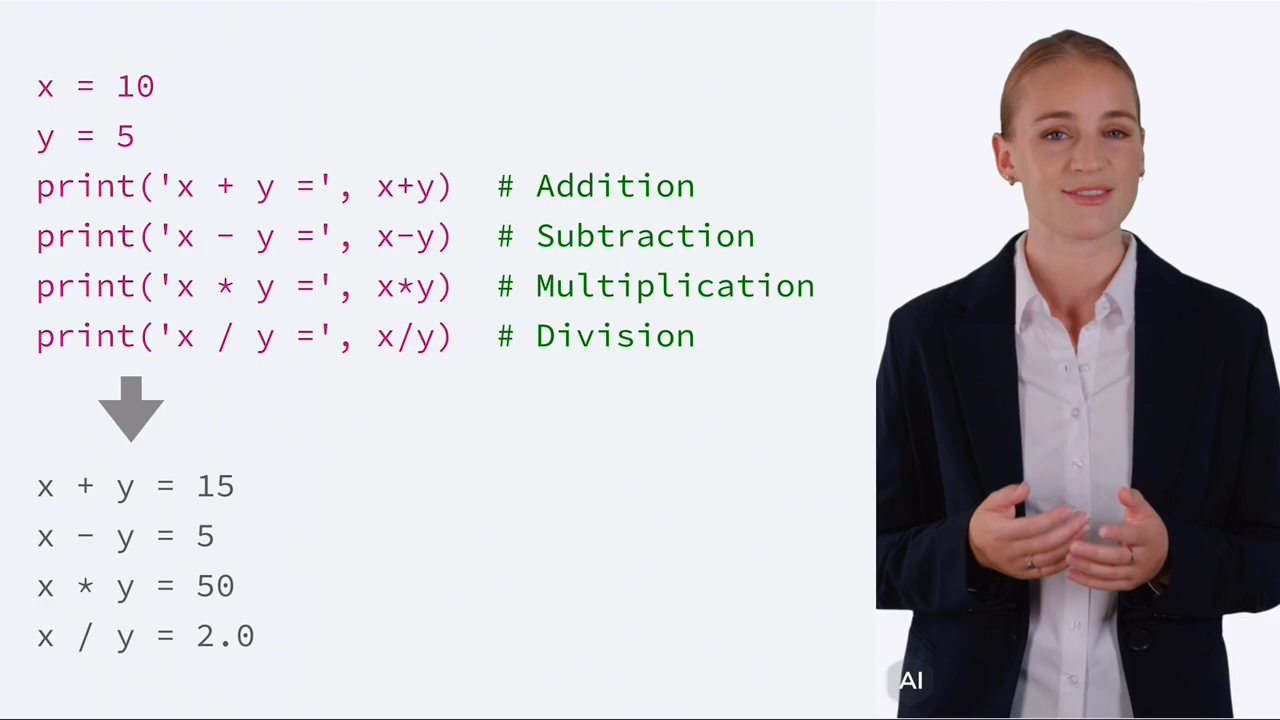 x = 10
y = 5
print('x + y =', x+y)  # Addition
print('x - y =', x-y)  # Subtraction
print('x * y =', x*y)  # Multiplication
print('x / y =', x/y)  # Division
x + y = 15
x - y = 5
x * y = 50
x / y = 2.0
AI